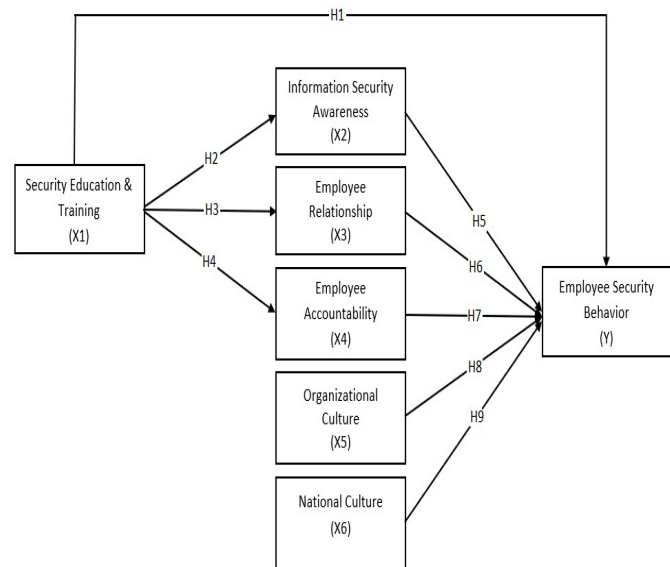 H1
Information Security
Awareness
(X2)
H2
Security Education &
Training
(X1)
Employee
Relationship
(X3)
H3
H5
H4
H6
Employee
Accountability
(X4)
H7
Employee Security
Behavior
(Y)
H8
Organizational
Culture
(X5)
H9
National Culture
(X6)